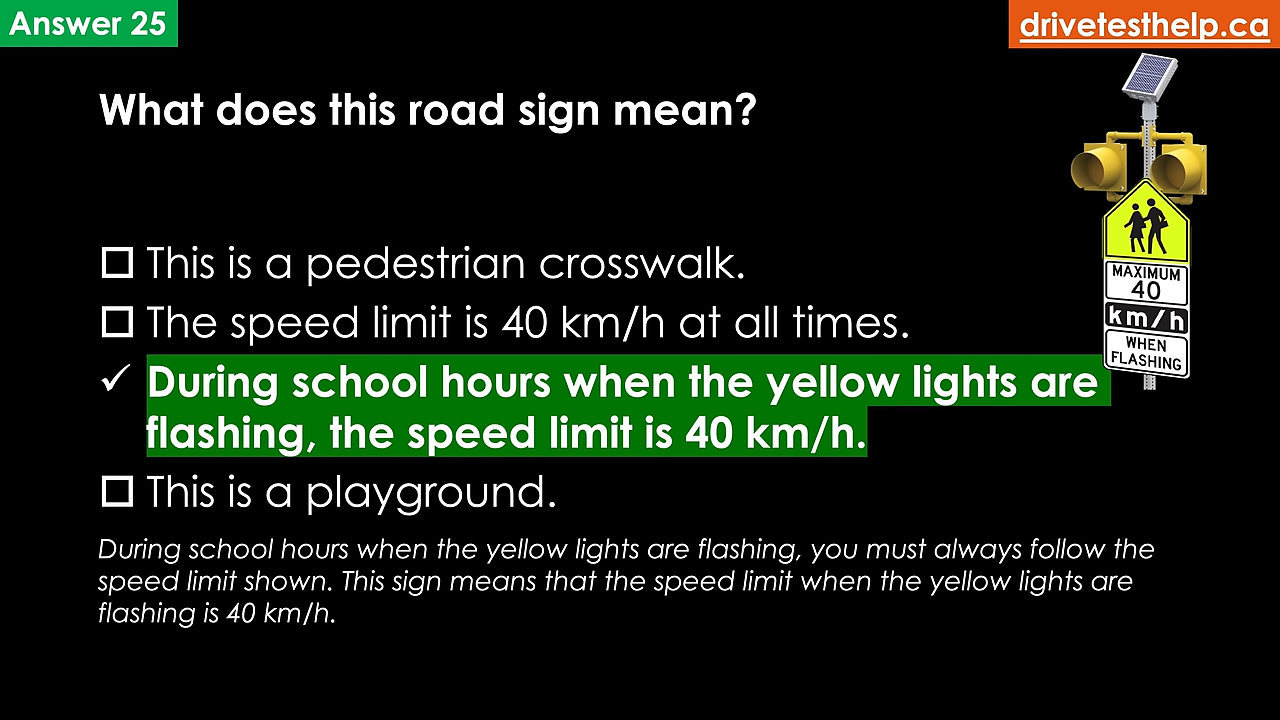 Answer 25
drivetesthelp.ca
What does this road sign mean?
This is a pedestrian crosswalk.
The speed limit is 40 km/h at all times.
During school hours when the yellow lights are
flashing, the speed limit is 40 km/h.
This is a playground.
During school hours when the yellow lights are flashing, you must always follow the
speed limit shown. This sign means that the speed limit when the yellow lights are
flashing is 40 km/h.
MAXIMUM
40
km/h
WHEN
FLASHING